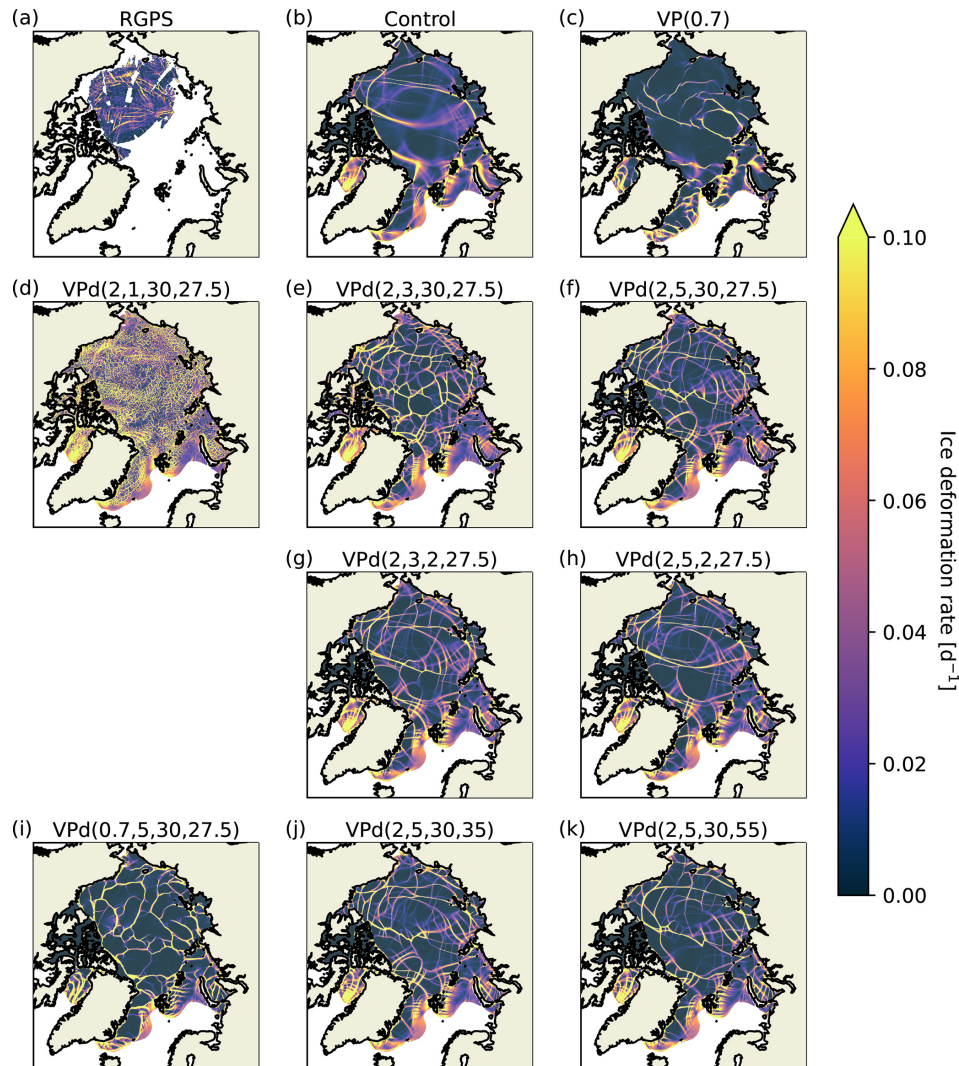 (a) RGPS
(b) Control
(c) VP(0.7)
(d) VPd(2,1,30,27.5)
(e) VPd(2,3,30,27.5)
(f) VPd(2,5,30,27.5)
(g) VPd(2,3,2,27.5)
(h) VPd(2,5,2,27.5)
(i) VPd(0.7,5,30,27.5)
(j) VPd(2,5,30,35)
(k) VPd(2,5,30,55)
0.10
0.08
0.06
0.04
0.02
0.00
Ice deformation rate [d⁻¹]